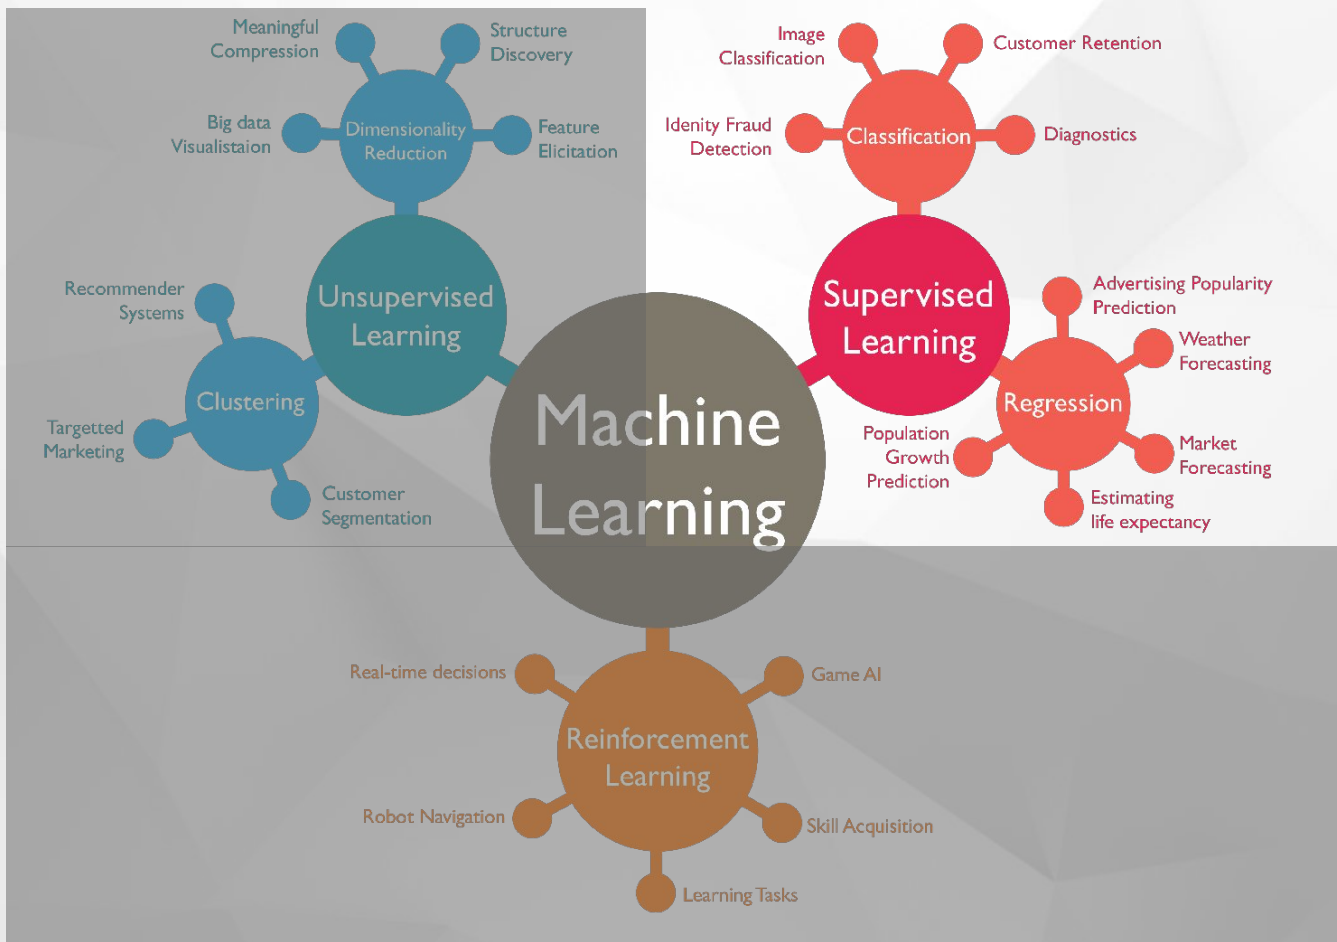 Meaningful
Compression
Structure
Discovery
Big data
Visualistaion
Dimensionality
Reduction
Feature
Elicitation
Unsupervised
Learning
Recommender
Systems
Clustering
Targetted
Marketing
Customer
Segmentation
Image
Classification
Customer Retention
Idenity Fraud
Detection
Classification
Diagnostics
Supervised
Learning
Advertising Popularity
Prediction
Weather
Forecasting
Regression
Population
Growth
Prediction
Market
Forecasting
Estimating
life expectancy
Machine
Learning
Real-time decisions
Game AI
Reinforcement
Learning
Robot Navigation
Skill Acquisition
Learning Tasks